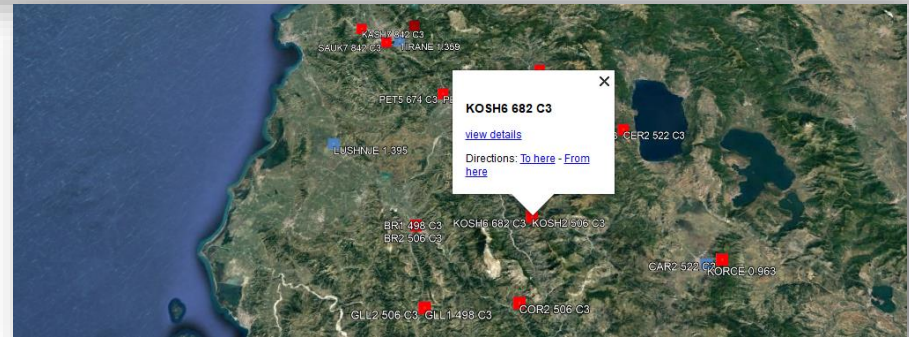 KASH7 842 C3
SAUK7 842 C3 TIRANE 1.359
PET5 674 C3
KOSH6 682 C3
view details
Directions: To here - From
here
CER2 522 C3
LUSHNJE 1.395
BR1 498 C3
BR2 506 C3
KOSH6 682 C3 KOSH2 506 C3
CAR2 522 C3
KORCE 0.963
GLL2 506 C3 GLL1 498 C3
COR2 506 C3